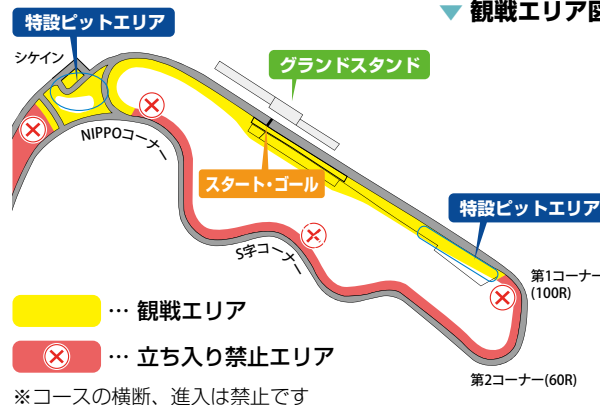 ▼ 観戦エリア図
特設ピットエリア
シケイン
グランドスタンド
NIPPOコーナー
スタート・ゴール
特設ピットエリア
S字コーナー
第1コーナー
(100R)
… 観戦エリア
… 立ち入り禁止エリア
第2コーナー(60R)
※コースの横断、進入は禁止です